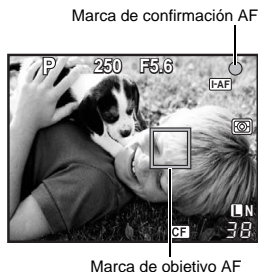 Marca de confirmación AF
P 250 F5.6
I-AF
L N
CF 38
Marca de objetivo AF